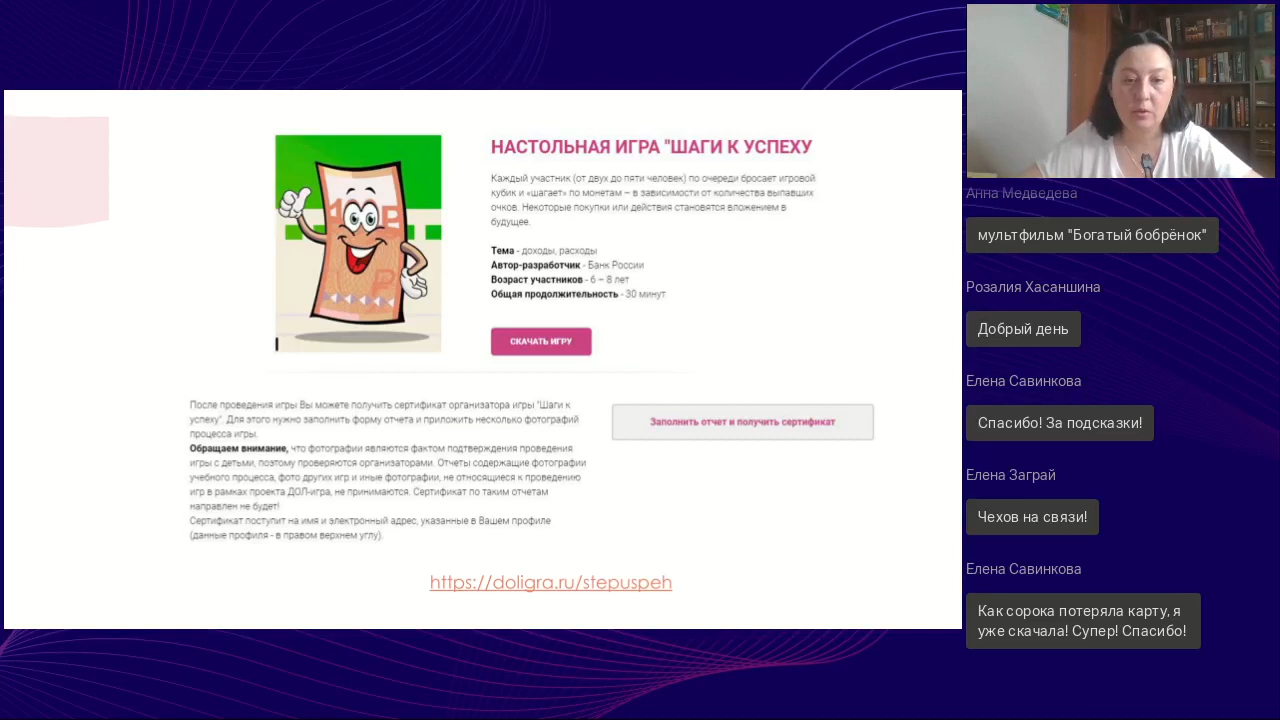 НАСТОЛЬНАЯ ИГРА "ШАГИ К УСПЕХУ
Каждый участник (от двух до пяти человек) по очереди бросает игровой
кубик и «шагает» по монетам – в зависимости от количества выпавших
очков. Некоторые покупки или действия становятся вложением в
будущее.
Тема - доходы, расходы
Автор-разработчик - Банк России
Возраст участников - 6 – 8 лет
Общая продолжительность - 30 минут
СКАЧАТЬ ИГРУ
После проведения игры Вы можете получить сертификат организатора игры "Шаги к
успеху". Для этого нужно заполнить форму отчета и приложить несколько фотографий
процесса игры.
Обращаем внимание, что фотографии являются фактом подтверждения проведения
игры с детьми, поэтому проверяются организаторами. Отчеты содержащие фотографии
учебного процесса, фото других игр и иные фотографии, не относящиеся к проведению
игр в рамках проекта ДОЛ-игра, не принимаются. Сертификат по таким отчетам
направлен не будет!
Сертификат поступит на имя и электронный адрес, указанные в Вашем профиле
(данные профиля - в правом верхнем углу).
Заполнить отчет и получить сертификат
https://doligra.ru/stepuspeh
Анна Медведева
мультфильм "Богатый бобрёнок"
Розалия Хасаншина
Добрый день
Елена Савинкова
Спасибо! За подсказки!
Елена Заграй
Чехов на связи!
Елена Савинкова
Как сорока потеряла карту, я
уже скачала! Супер! Спасибо!